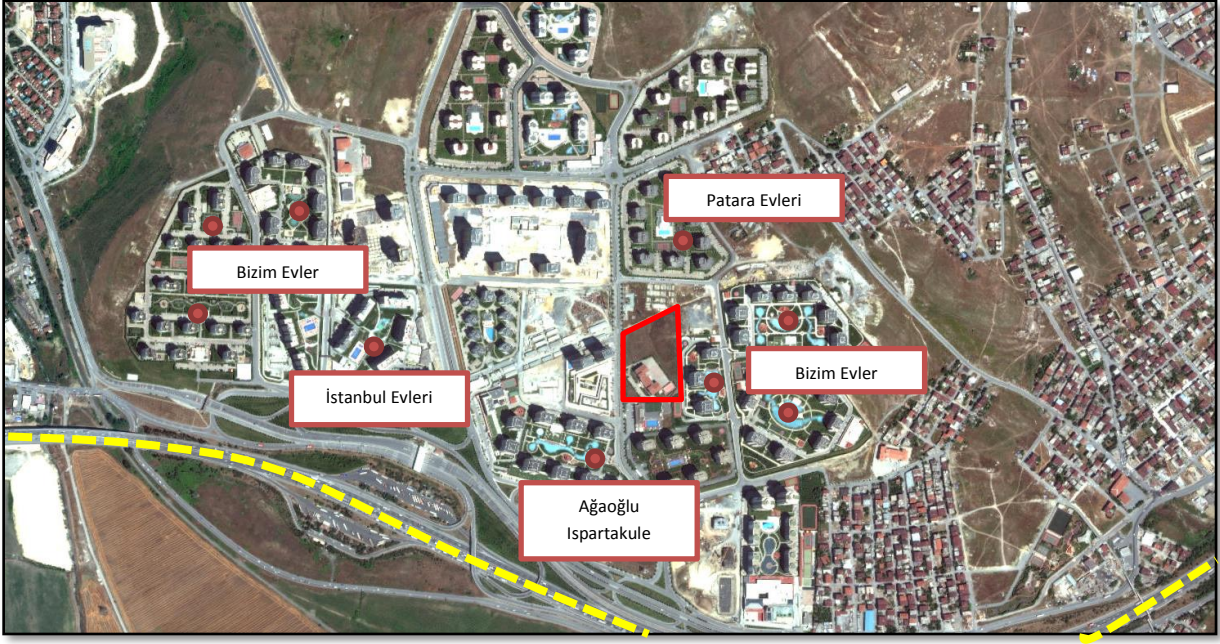 Patara Evleri
Bizim Evler
İstanbul Evleri
Bizim Evler
Ağaoğlu
Ispartakule